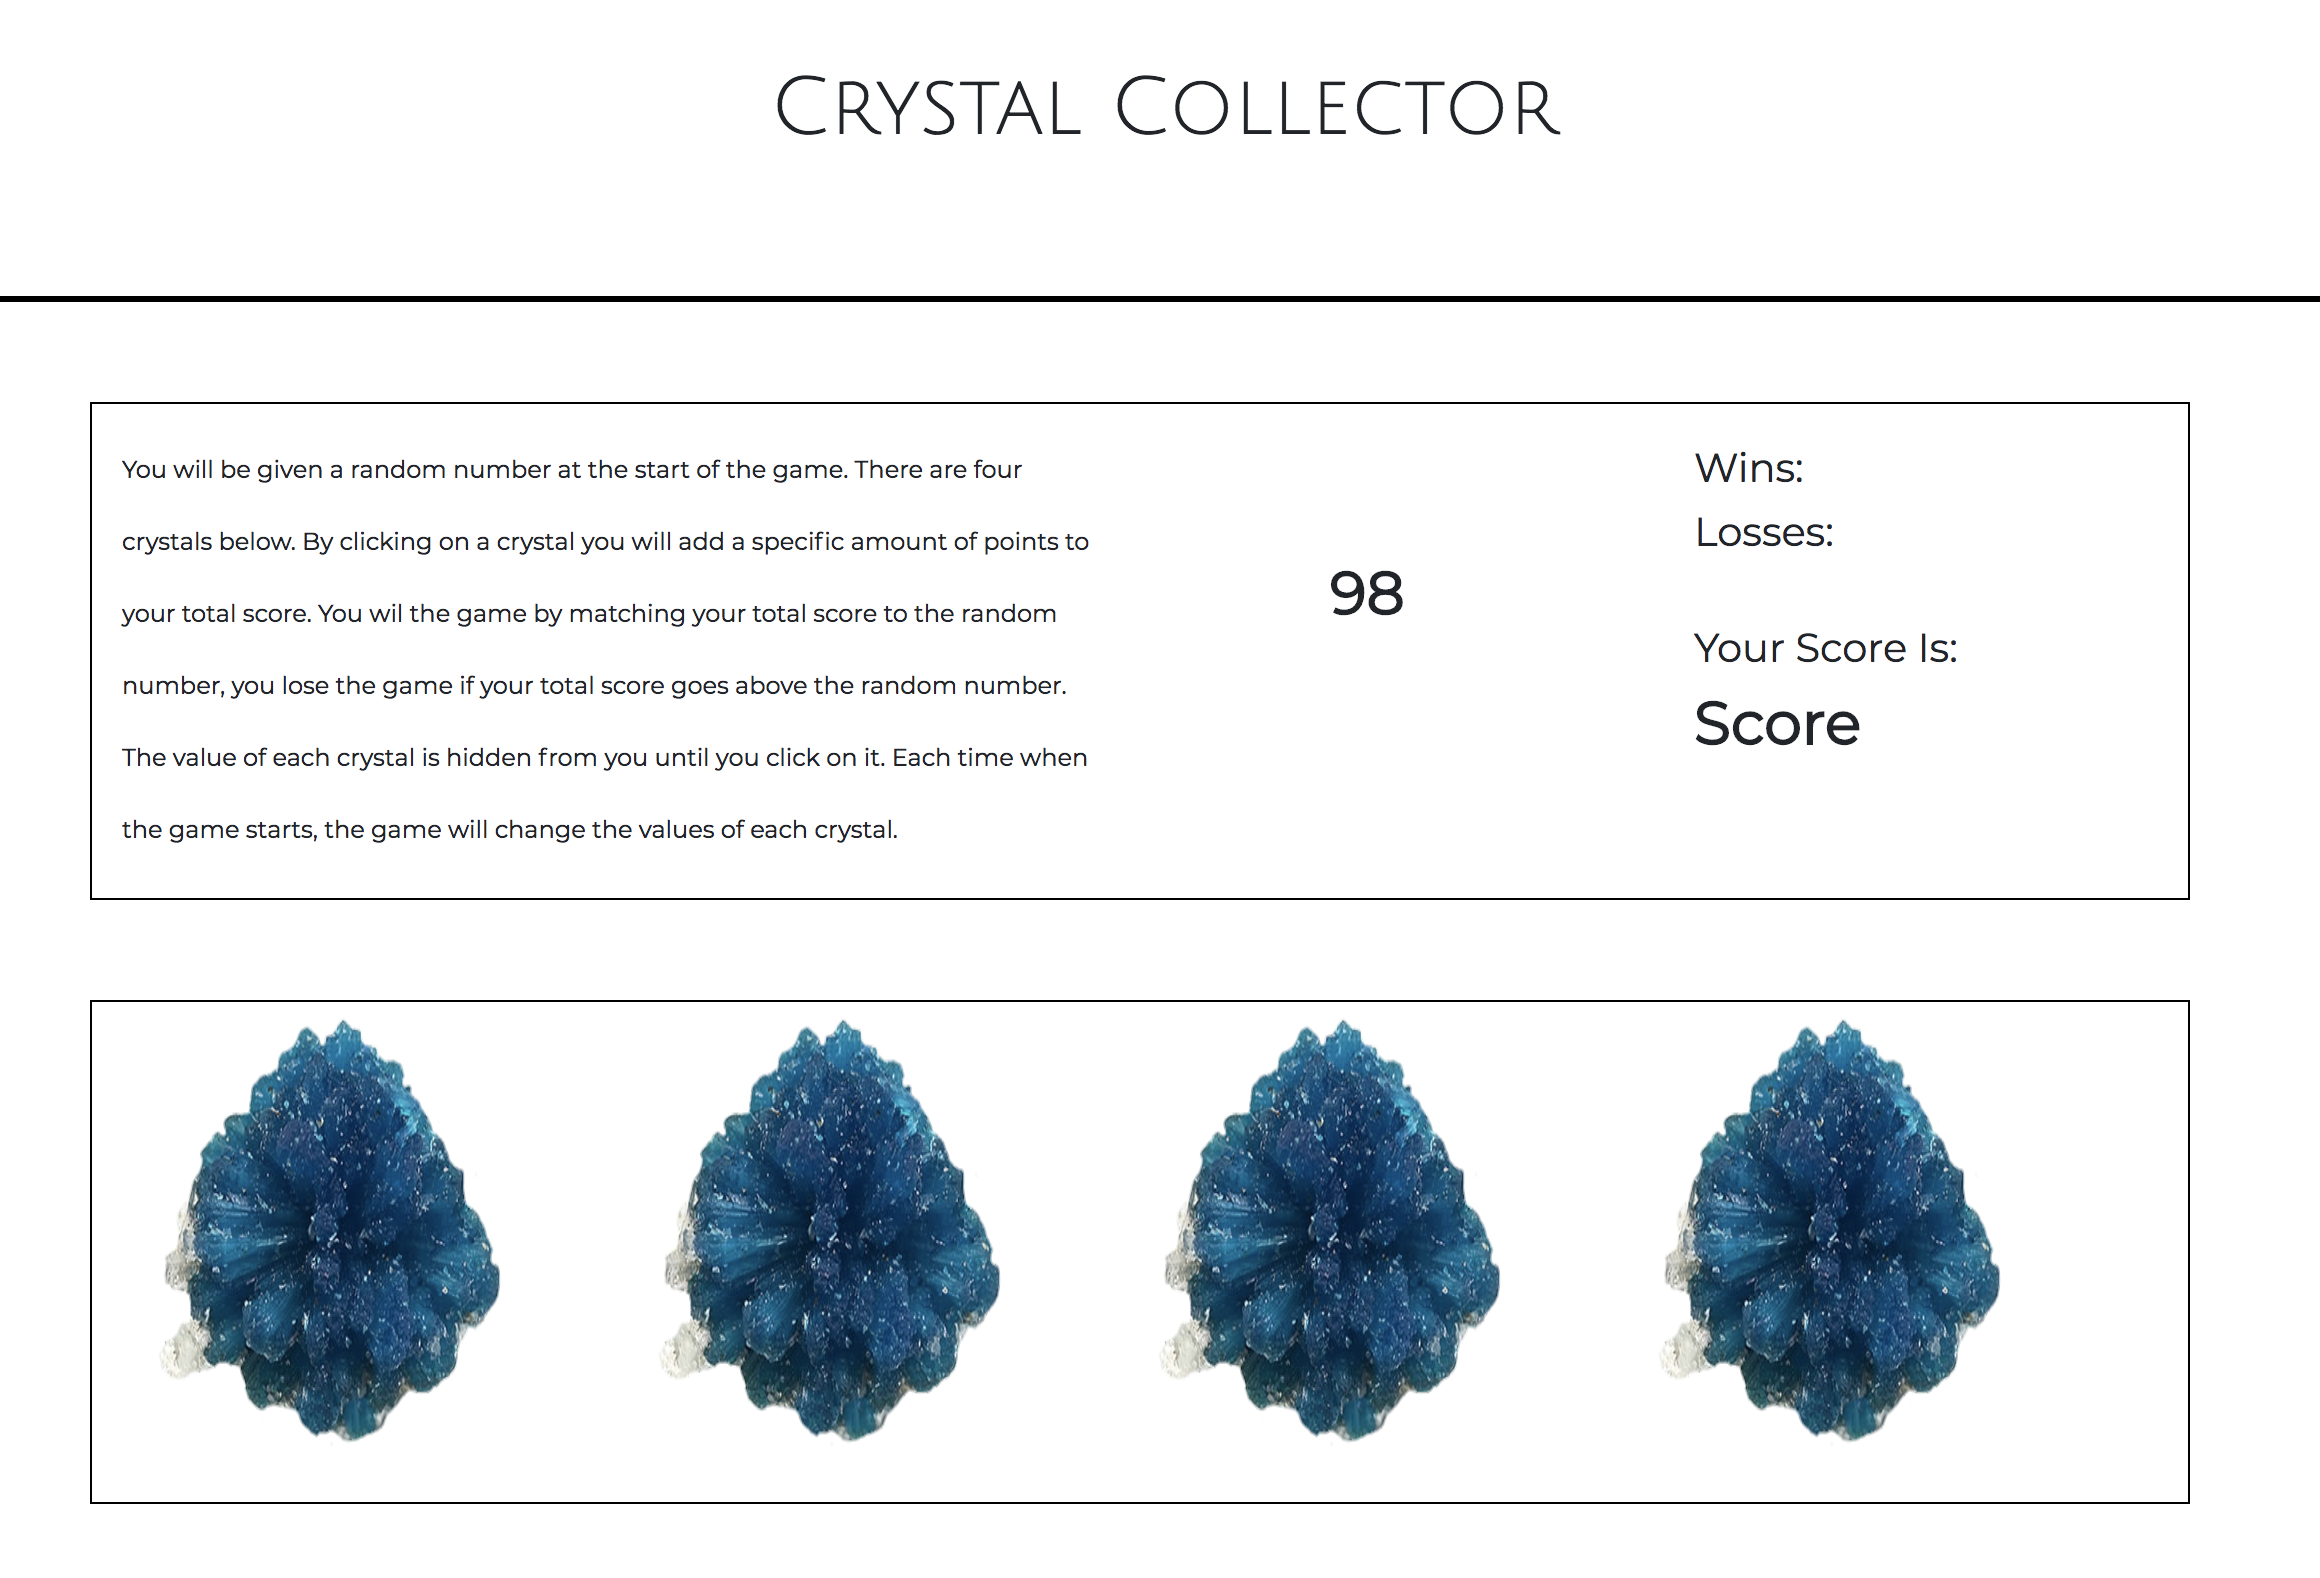 Crystal Collector
You will be given a random number at the start of the game. There are four
crystals below. By clicking on a crystal you will add a specific amount of points to
your total score. You wil the game by matching your total score to the random
number, you lose the game if your total score goes above the random number.
The value of each crystal is hidden from you until you click on it. Each time when
the game starts, the game will change the values of each crystal.
98
Wins:
Losses:
Your Score Is:
Score